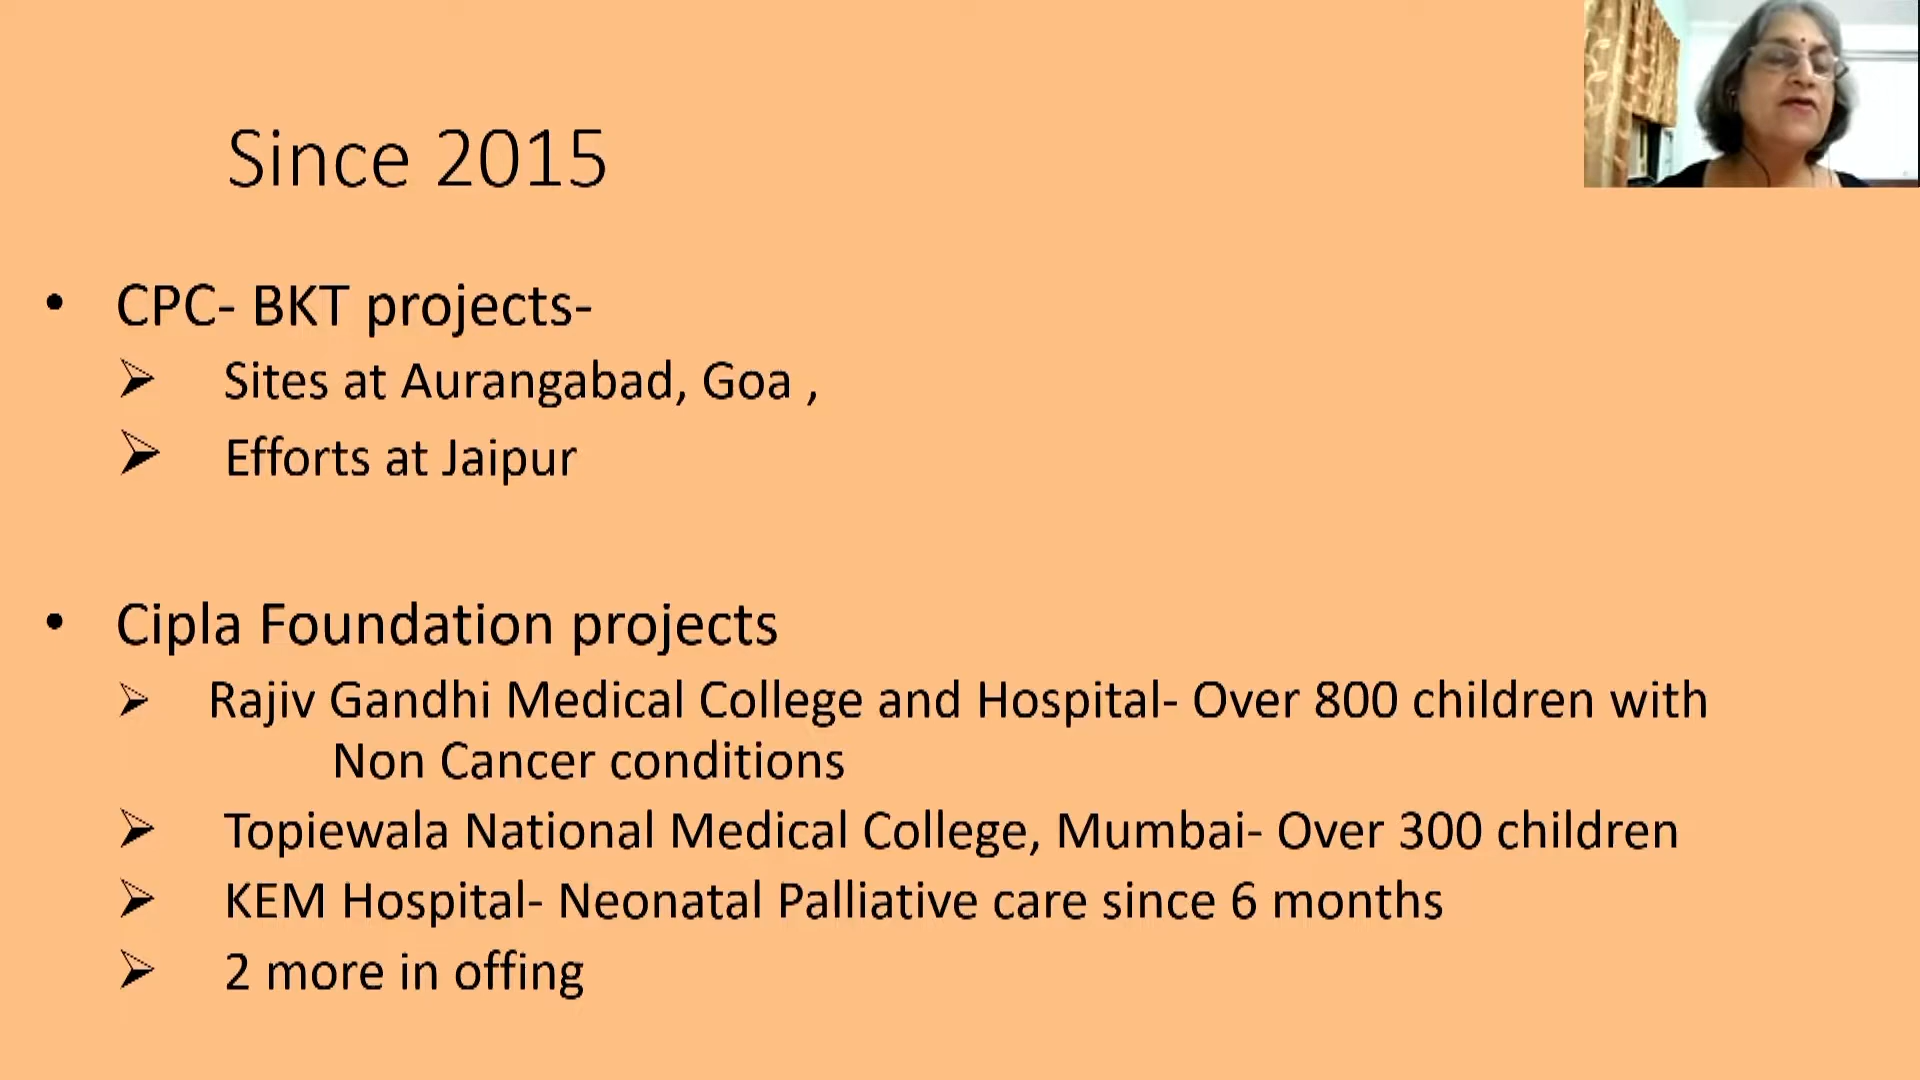 Since 2015
• CPC- BKT projects-
➢ Sites at Aurangabad, Goa ,
➢ Efforts at Jaipur
• Cipla Foundation projects
➢ Rajiv Gandhi Medical College and Hospital- Over 800 children with
Non Cancer conditions
➢ Topiewala National Medical College, Mumbai- Over 300 children
➢ KEM Hospital- Neonatal Palliative care since 6 months
➢ 2 more in offing